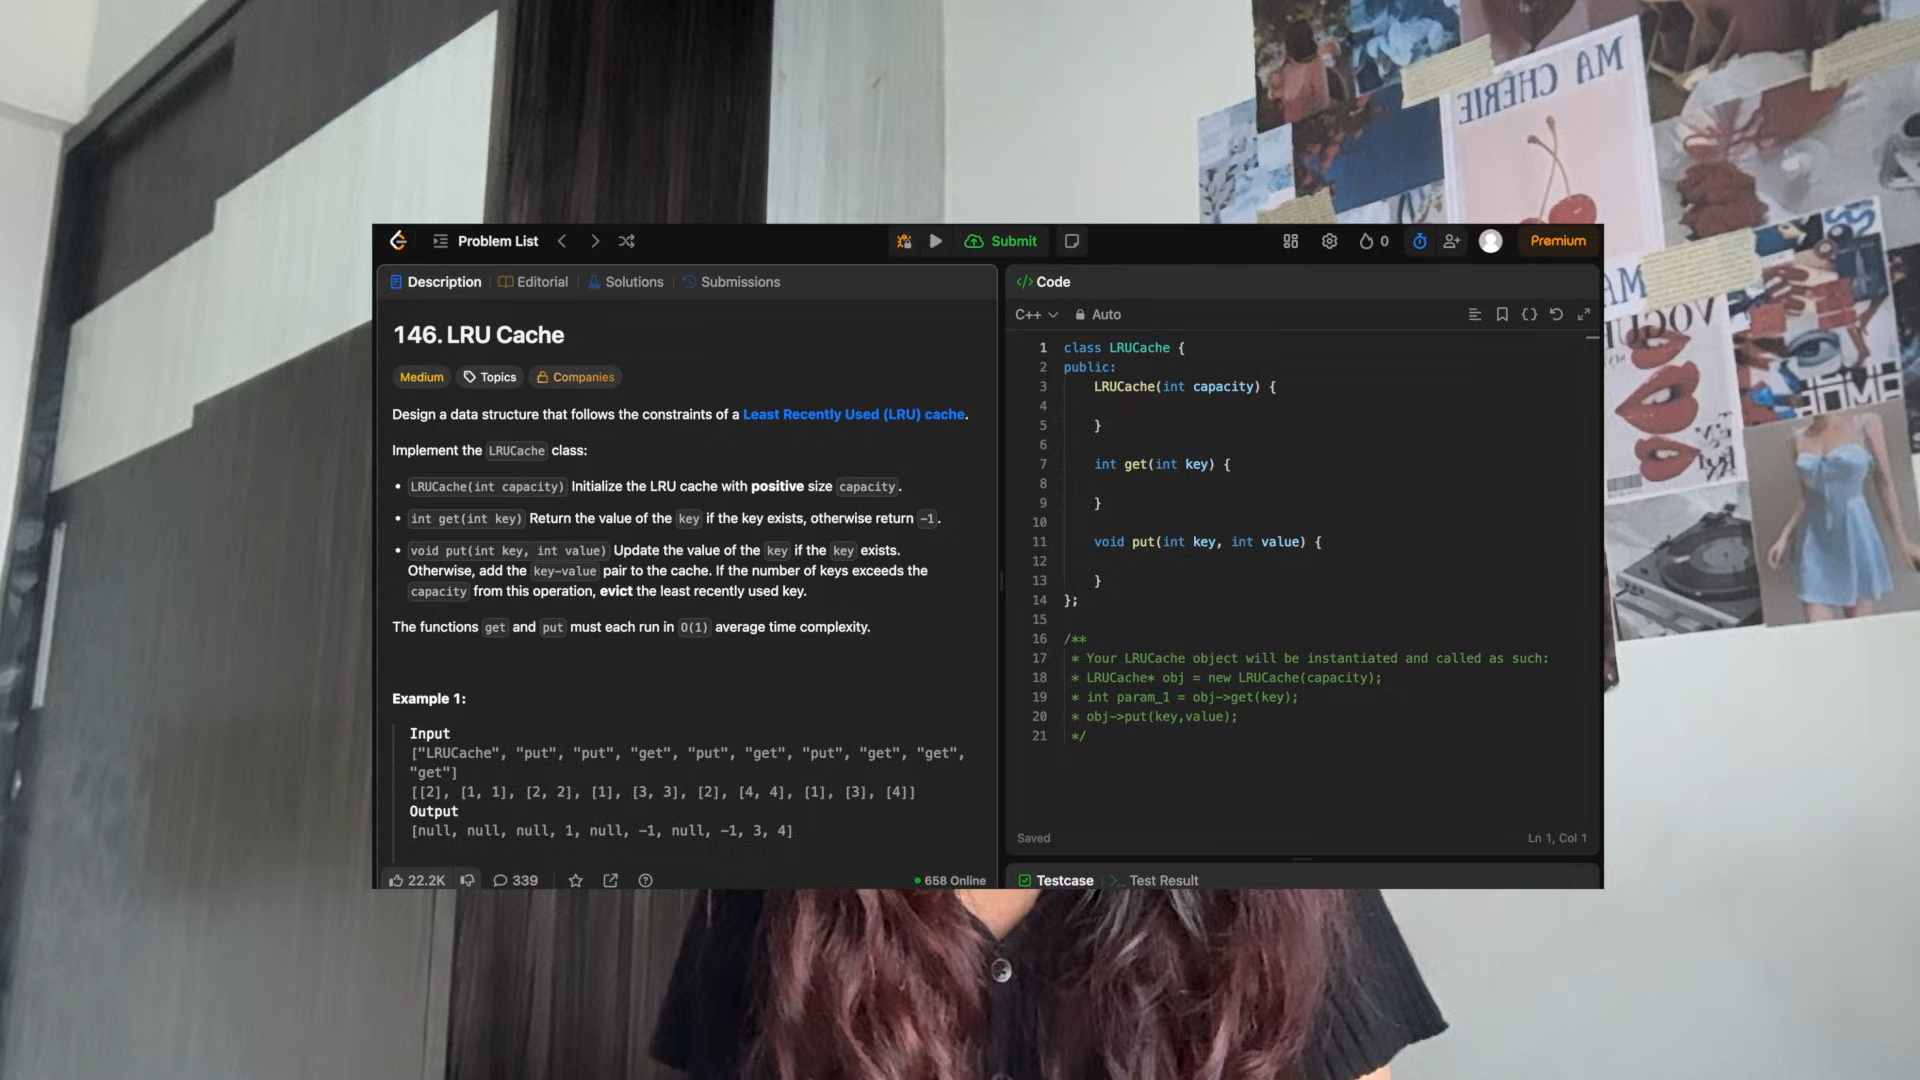 MA CHÉRIE
Problem List
Submit
0
Premium
Description
Editorial
Solutions
Submissions
</> Code
C++
Auto
146. LRU Cache
Medium
Topics
Companies
Design a data structure that follows the constraints of a Least Recently Used (LRU) cache.
Implement the LRUCache class:
• LRUCache(int capacity) Initialize the LRU cache with positive size capacity.
• int get(int key) Return the value of the key if the key exists, otherwise return -1.
• void put(int key, int value) Update the value of the key if the key exists.
Otherwise, add the key-value pair to the cache. If the number of keys exceeds the
capacity from this operation, evict the least recently used key.
The functions get and put must each run in O(1) average time complexity.
Example 1:
Input
["LRUCache", "put", "put", "get", "put", "get", "put", "get", "get",
"get"]
[[2], [1, 1], [2, 2], [1], [3, 3], [2], [4, 4], [1], [3], [4]]
Output
[null, null, null, 1, null, -1, null, -1, 3, 4]
22.2K
339
658 Online
1 class LRUCache {
2 public:
3 LRUCache(int capacity) {
4
5 }
6
7 int get(int key) {
8
9 }
10
11 void put(int key, int value) {
12
13 }
14 };
15
16 /**
17 * Your LRUCache object will be instantiated and called as such:
18 * LRUCache* obj = new LRUCache(capacity);
19 * int param_1 = obj->get(key);
20 * obj->put(key,value);
21 */
Saved
Ln 1, Col 1
Testcase
Test Result
VOGUE